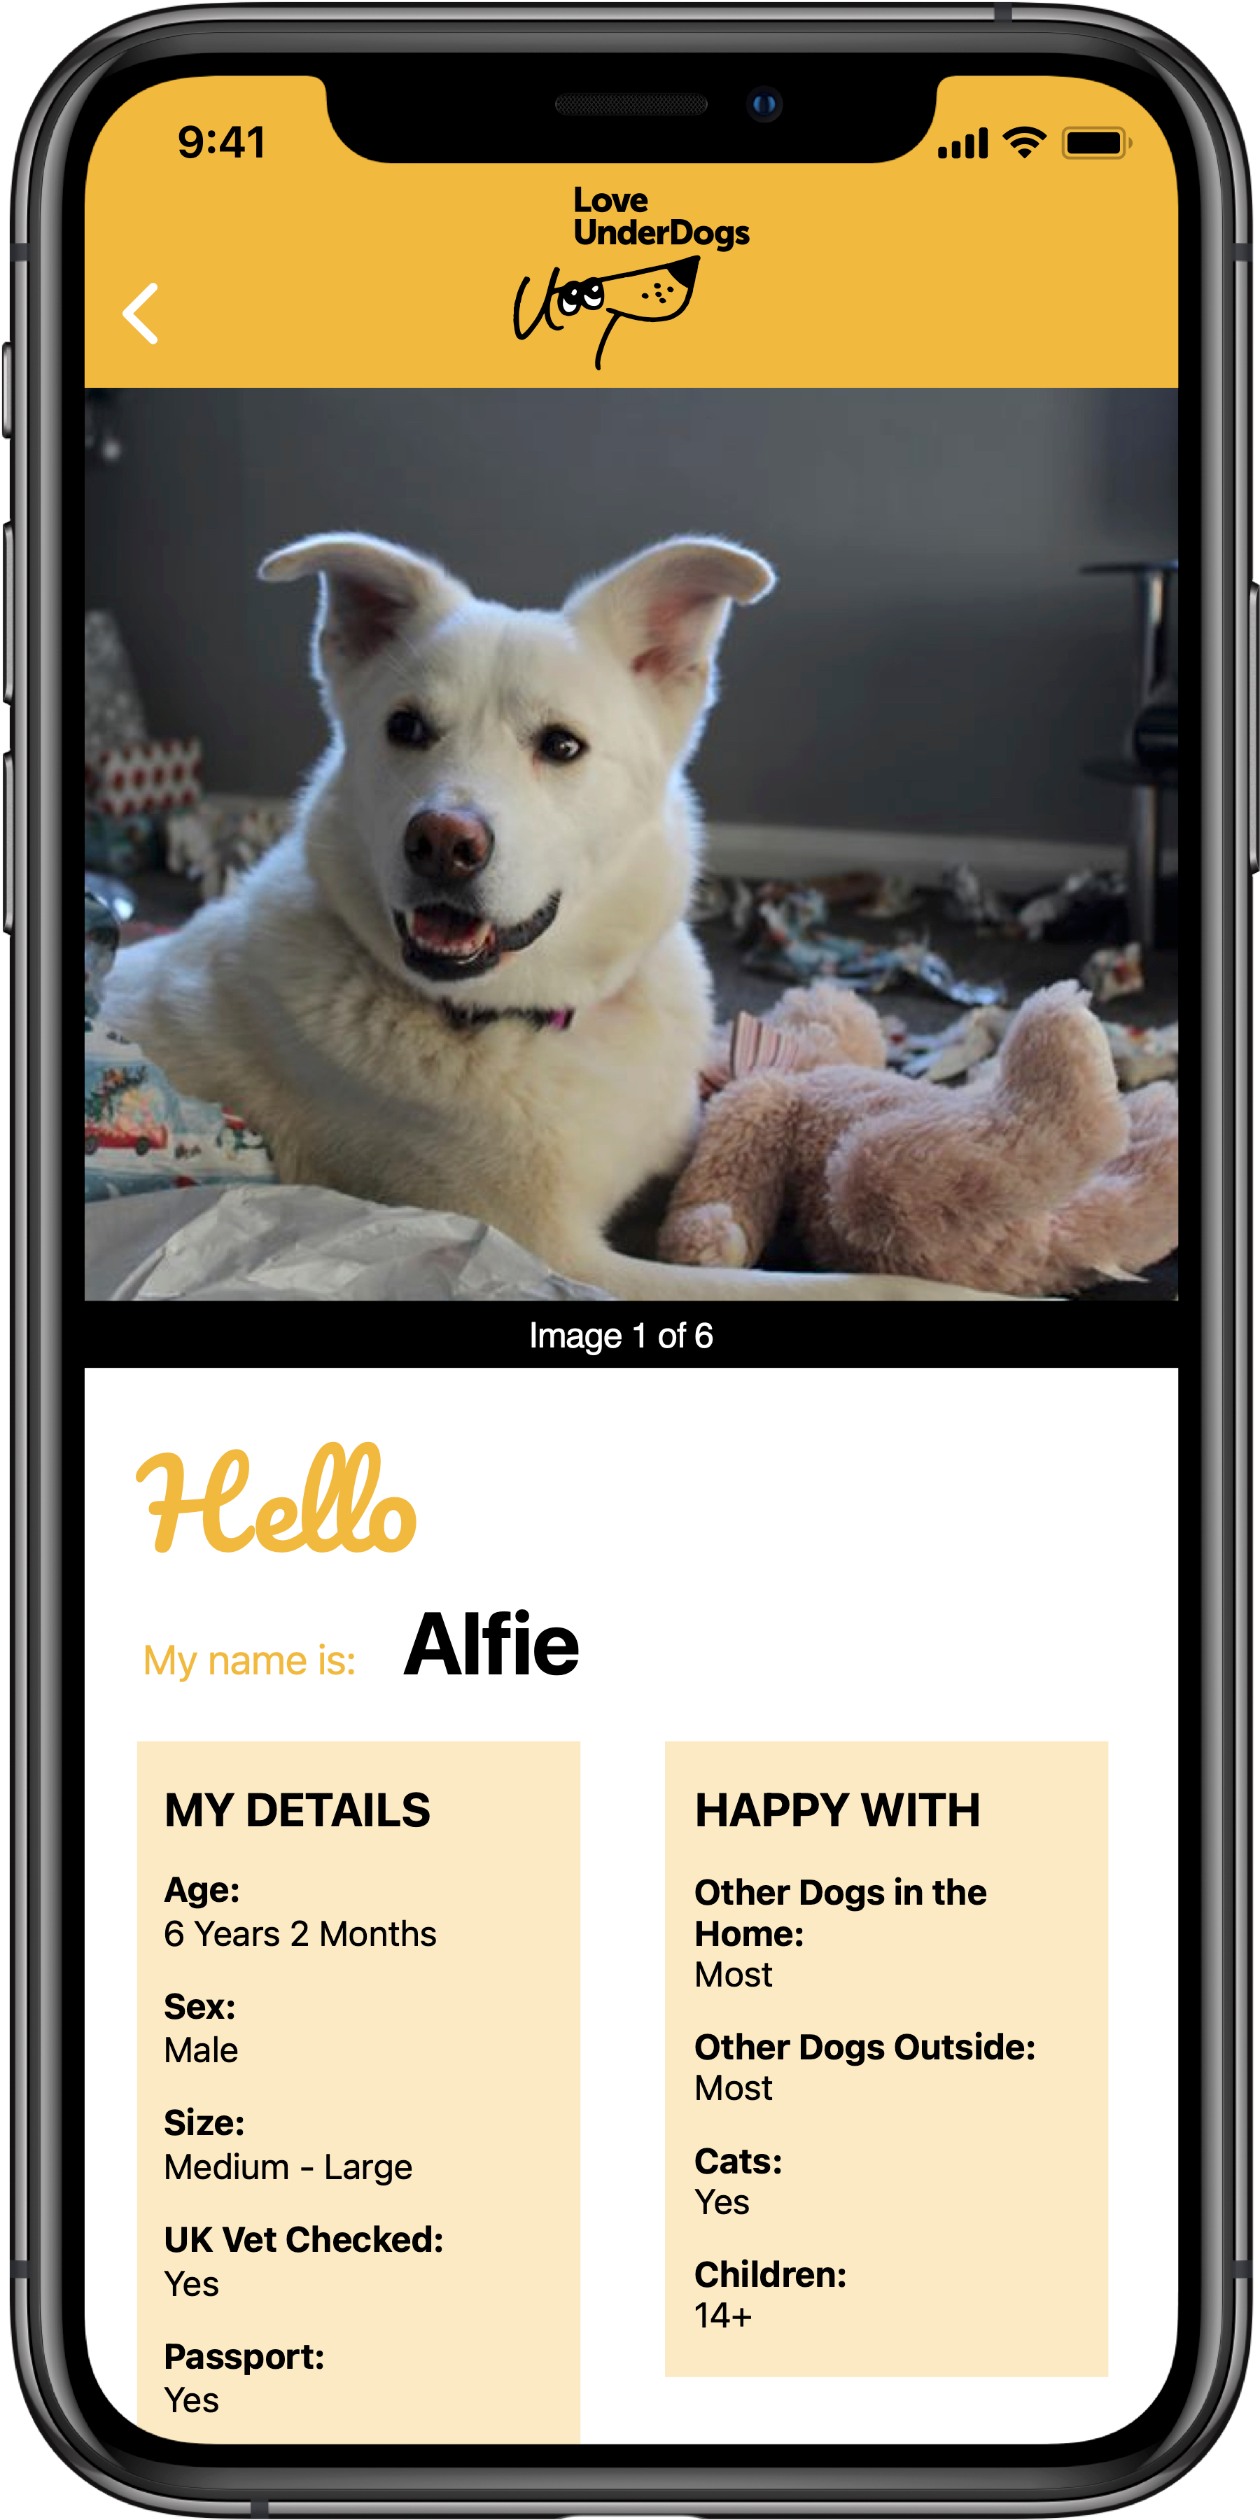 9:41
Love
UnderDogs
Image 1 of 6
Hello
My name is: Alfie
MY DETAILS
Age:
6 Years 2 Months
Sex:
Male
Size:
Medium - Large
UK Vet Checked:
Yes
Passport:
Yes
HAPPY WITH
Other Dogs in the
Home:
Most
Other Dogs Outside:
Most
Cats:
Yes
Children:
14+